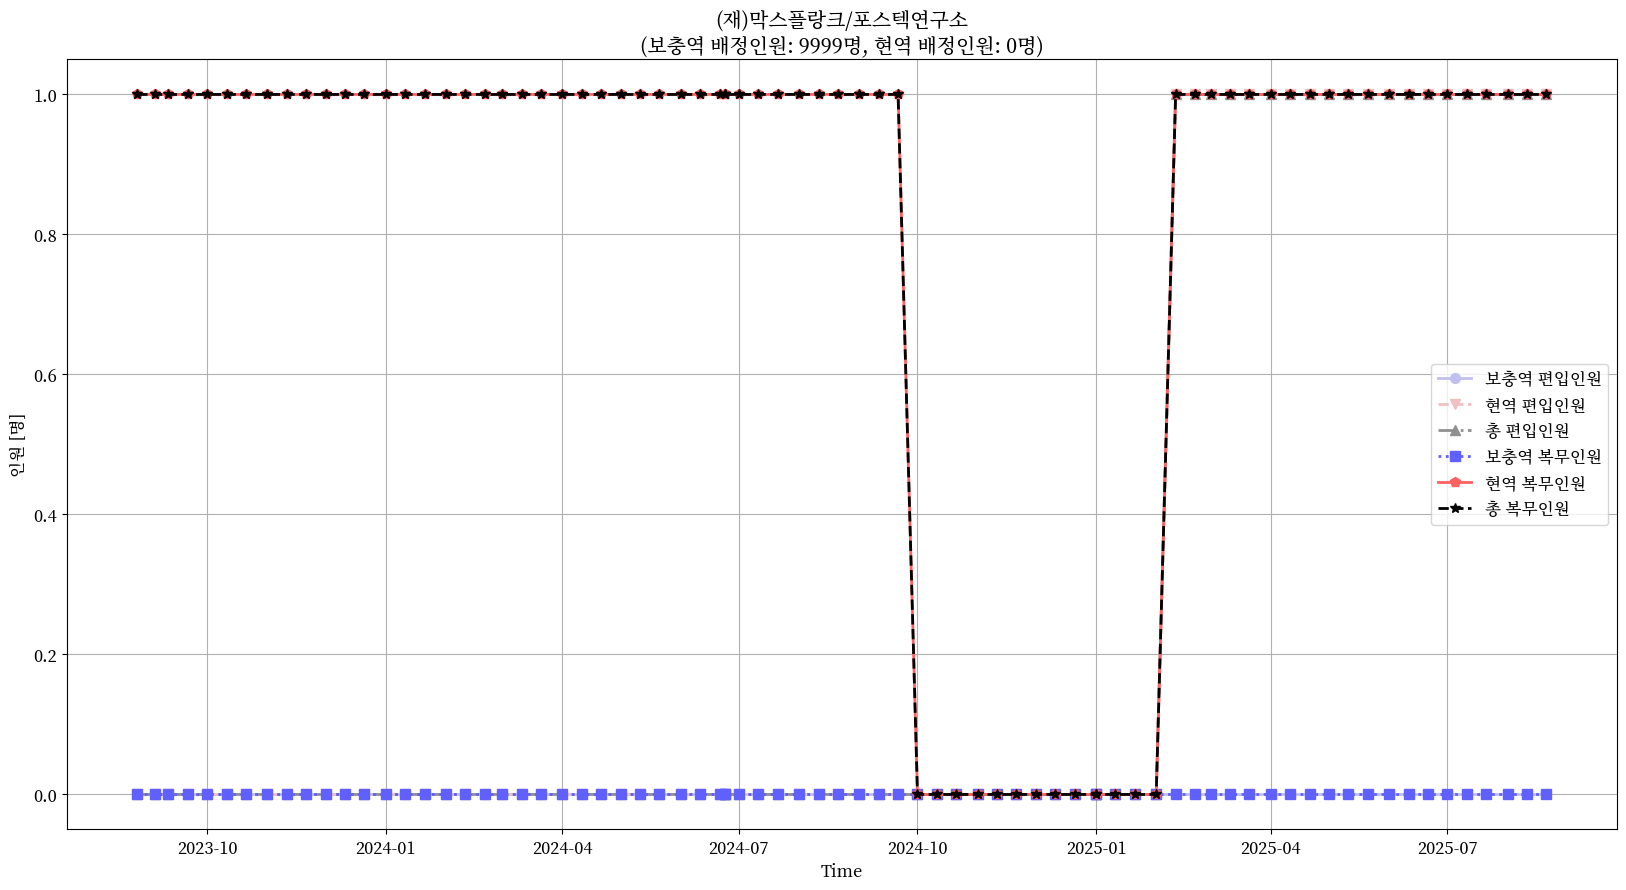 (재)막스플랑크/포스텍연구소
(보충역 배정인원: 9999명, 현역 배정인원: 0명)
1.0
0.8
0.6
0.4
0.2
0.0
인원 [명]
보충역 편입인원
현역 편입인원
총 편입인원
보충역 복무인원
현역 복무인원
총 복무인원
2023-10
2024-01
2024-04
2024-07
2024-10
2025-01
2025-04
2025-07
Time